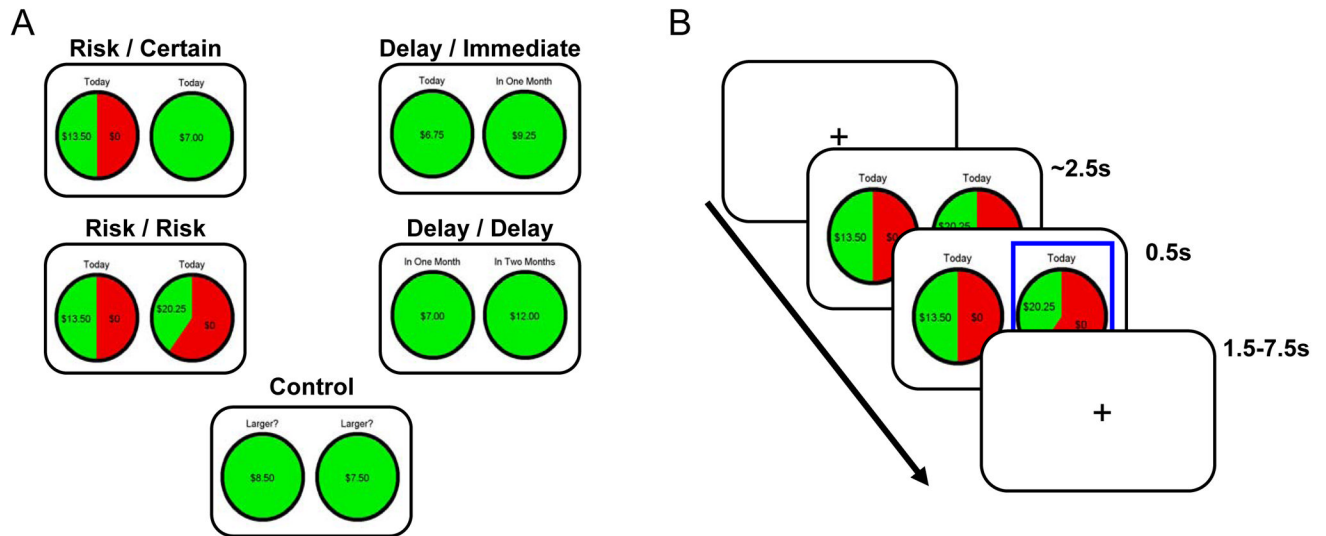 A
Risk / Certain
Today Today
$13.50 $0 $7.00
Delay / Immediate
Today In One Month
$6.75 $9.25
Risk / Risk
Today Today
$13.50 $0 $20.25 $0
Delay / Delay
In One Month In Two Months
$7.00 $12.00
Control
Larger? Larger?
$8.50 $7.50
B
+
~2.5s
Today Today
$13.50 $0 $20.25
0.5s
Today Today
$13.50 $0 $20.25 $0
1.5-7.5s
+